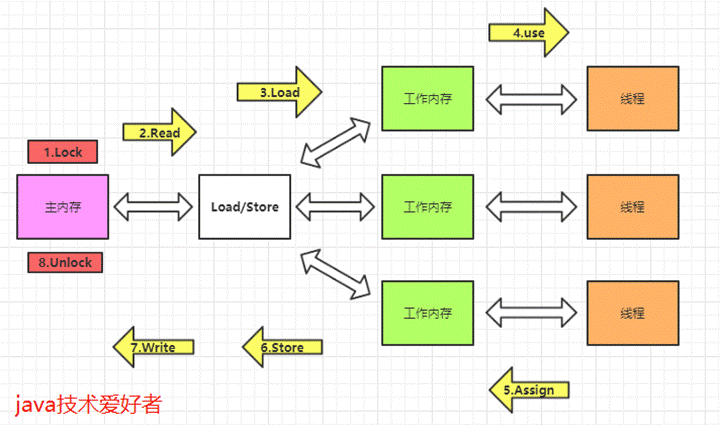 4.use
3.Load
工作内存
线程
2.Read
1.Lock
主内存
Load/Store
工作内存
线程
8.Unlock
工作内存
线程
7.Write
6.Store
5.Assign
java技术爱好者